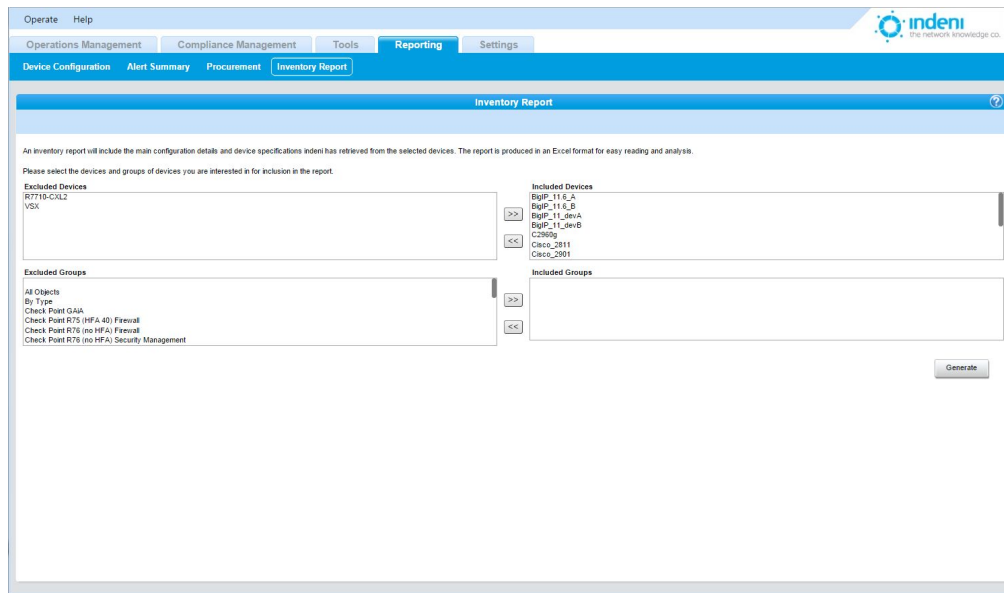 Operate Help
indeni
the network knowledge co.
Operations Management Compliance Management Tools Reporting Settings
Device Configuration Alert Summary Procurement Inventory Report
Inventory Report
?
An inventory report will include the main configuration details and device specifications indeni has retrieved from the selected devices. The report is produced in an Excel format for easy reading and analysis.
Please select the devices and groups of devices you are interested in for inclusion in the report.
Excluded Devices
R7710-CXL2
VSX
>>
<<
Included Devices
BigIP_11.6_A
BigIP_11.6_B
BigIP_11_devA
BigIP_11_devB
C2960g
Cisco_2811
Cisco_2901
Excluded Groups
All Objects
By Type
Check Point GAiA
Check Point R75 (HFA 40) Firewall
Check Point R76 (no HFA) Firewall
Check Point R76 (no HFA) Security Management
>>
<<
Included Groups
Generate